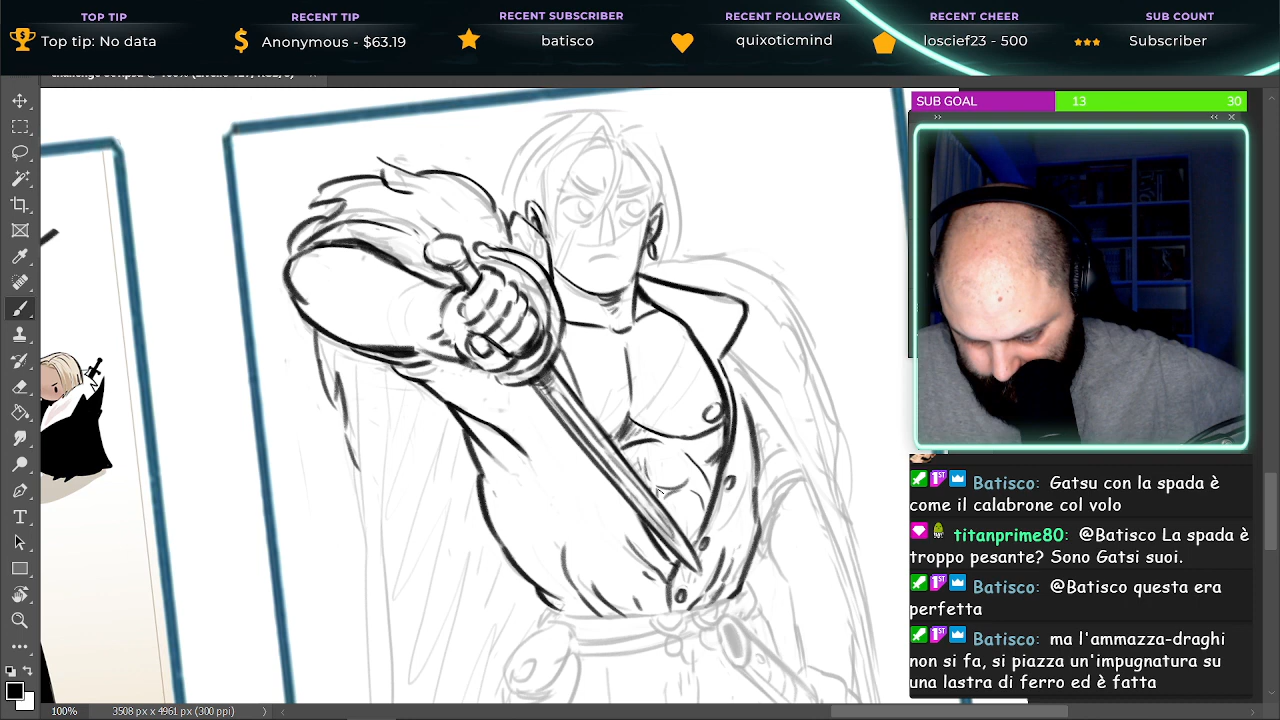 TOP TIP
Top tip: No data
RECENT TIP
Anonymous - $63.19
RECENT SUBSCRIBER
batisco
RECENT FOLLOWER
quixoticmind
RECENT CHEER
loscief23 - 500
SUB COUNT
Subscriber
SUB GOAL
13
30
Batisco: Gatsu con la spada è
come il calabrone col volo
titanprime80: @Batisco La spada è
troppo pesante? Sono Gatsi suoi.
Batisco: @Batisco questa era
perfetta
Batisco: ma l'ammazza-draghi
non si fa, si piazza un'impugnatura su
una lastra di ferro ed è fatta
100%
3508 px x 4961 px (300 ppi)